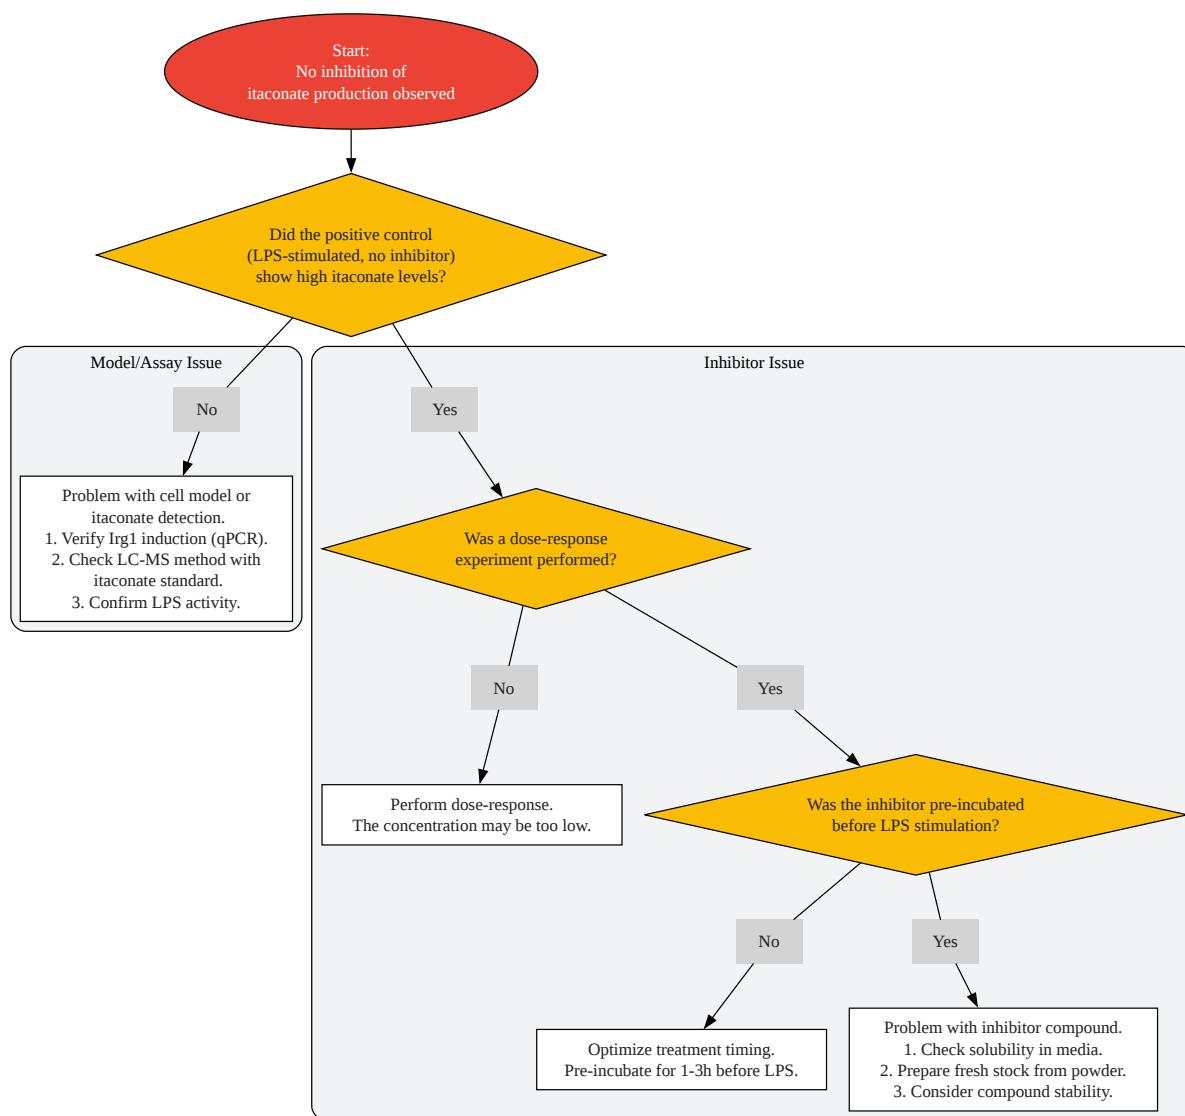 Start:
No inhibition of
itaconate production observed
Did the positive control
(LPS-stimulated, no inhibitor)
show high itaconate levels?
Model/Assay Issue
Inhibitor Issue
No
Yes
Problem with cell model or
itaconate detection.
1. Verify Irg1 induction (qPCR).
2. Check LC-MS method with
itaconate standard.
3. Confirm LPS activity.
Was a dose-response
experiment performed?
No
Yes
Perform dose-response.
The concentration may be too low.
Was the inhibitor pre-incubated
before LPS stimulation?
No
Yes
Optimize treatment timing.
Pre-incubate for 1-3h before LPS.
Problem with inhibitor compound.
1. Check solubility in media.
2. Prepare fresh stock from powder.
3. Consider compound stability.